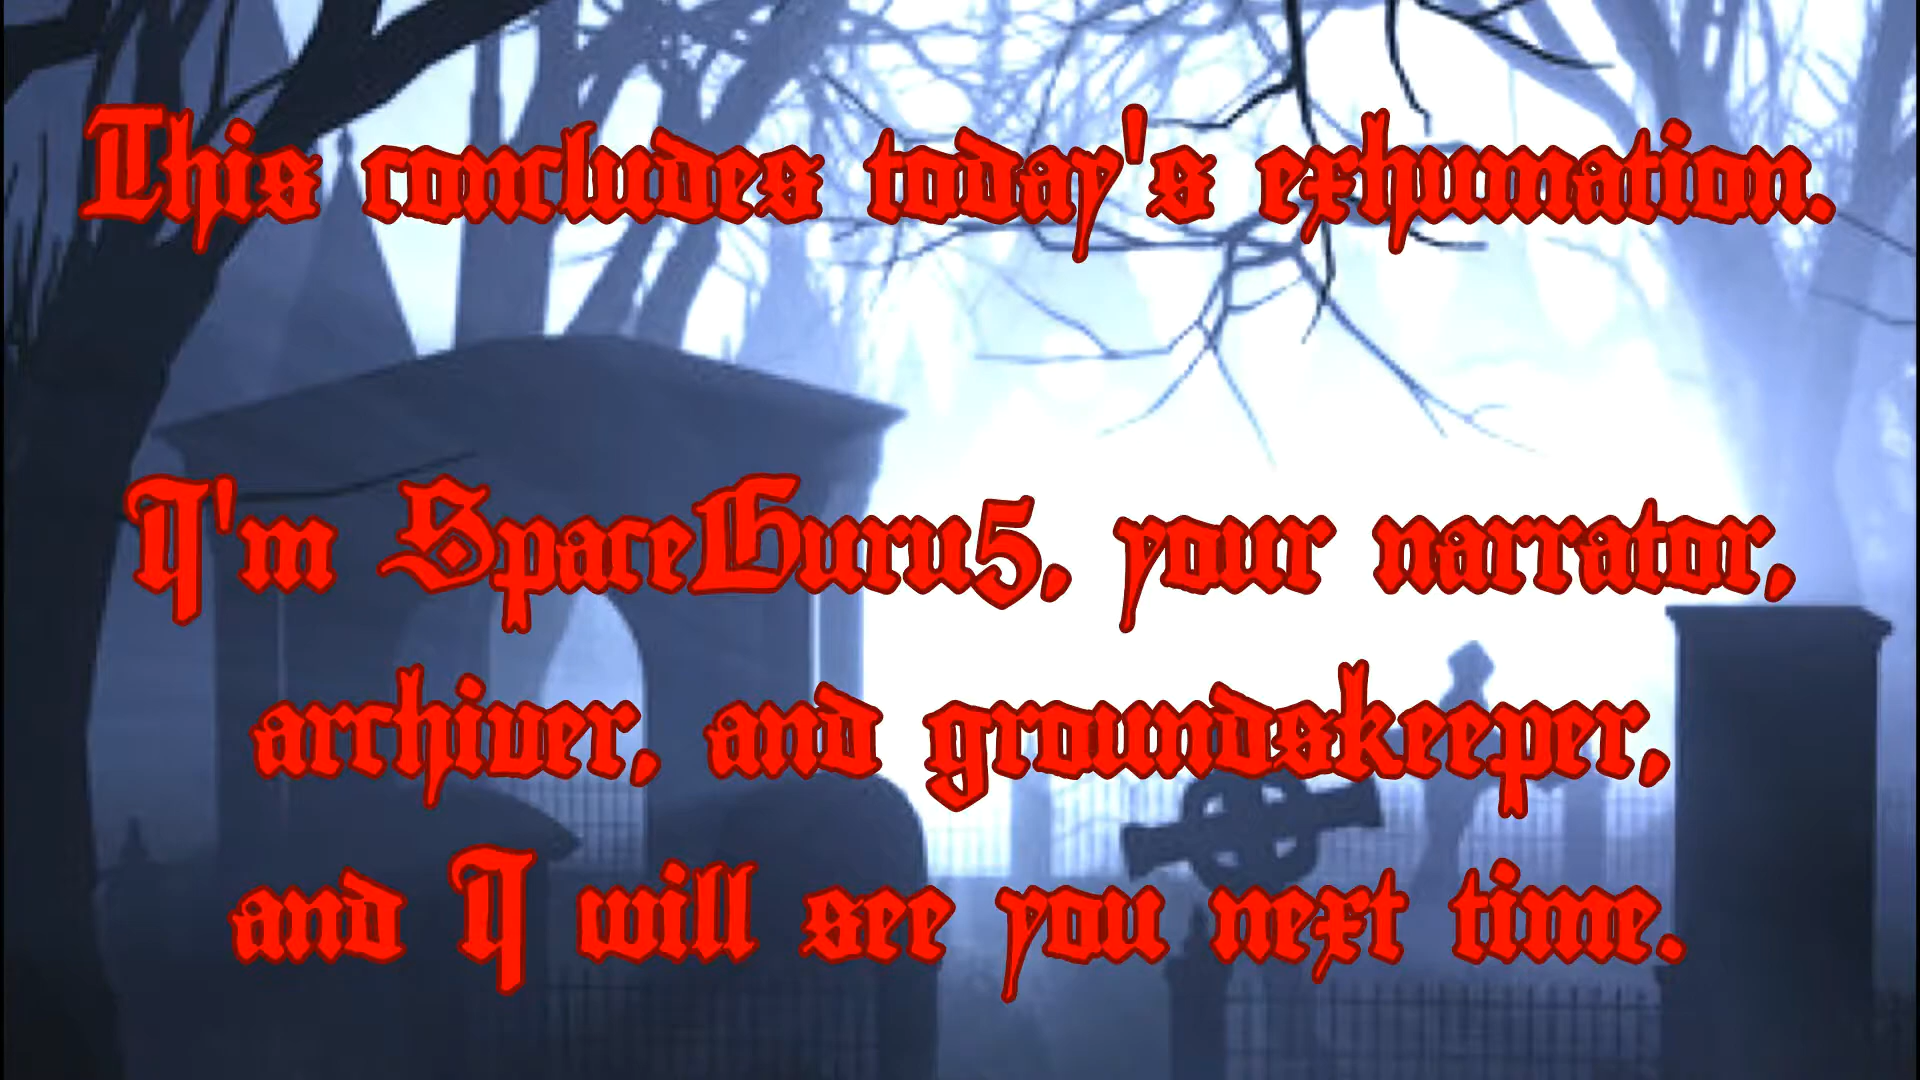 This concludes today's exhumation.
I'm SpaceGuru5, your narrator,
archiver, and groundskeeper,
and I will see you next time.